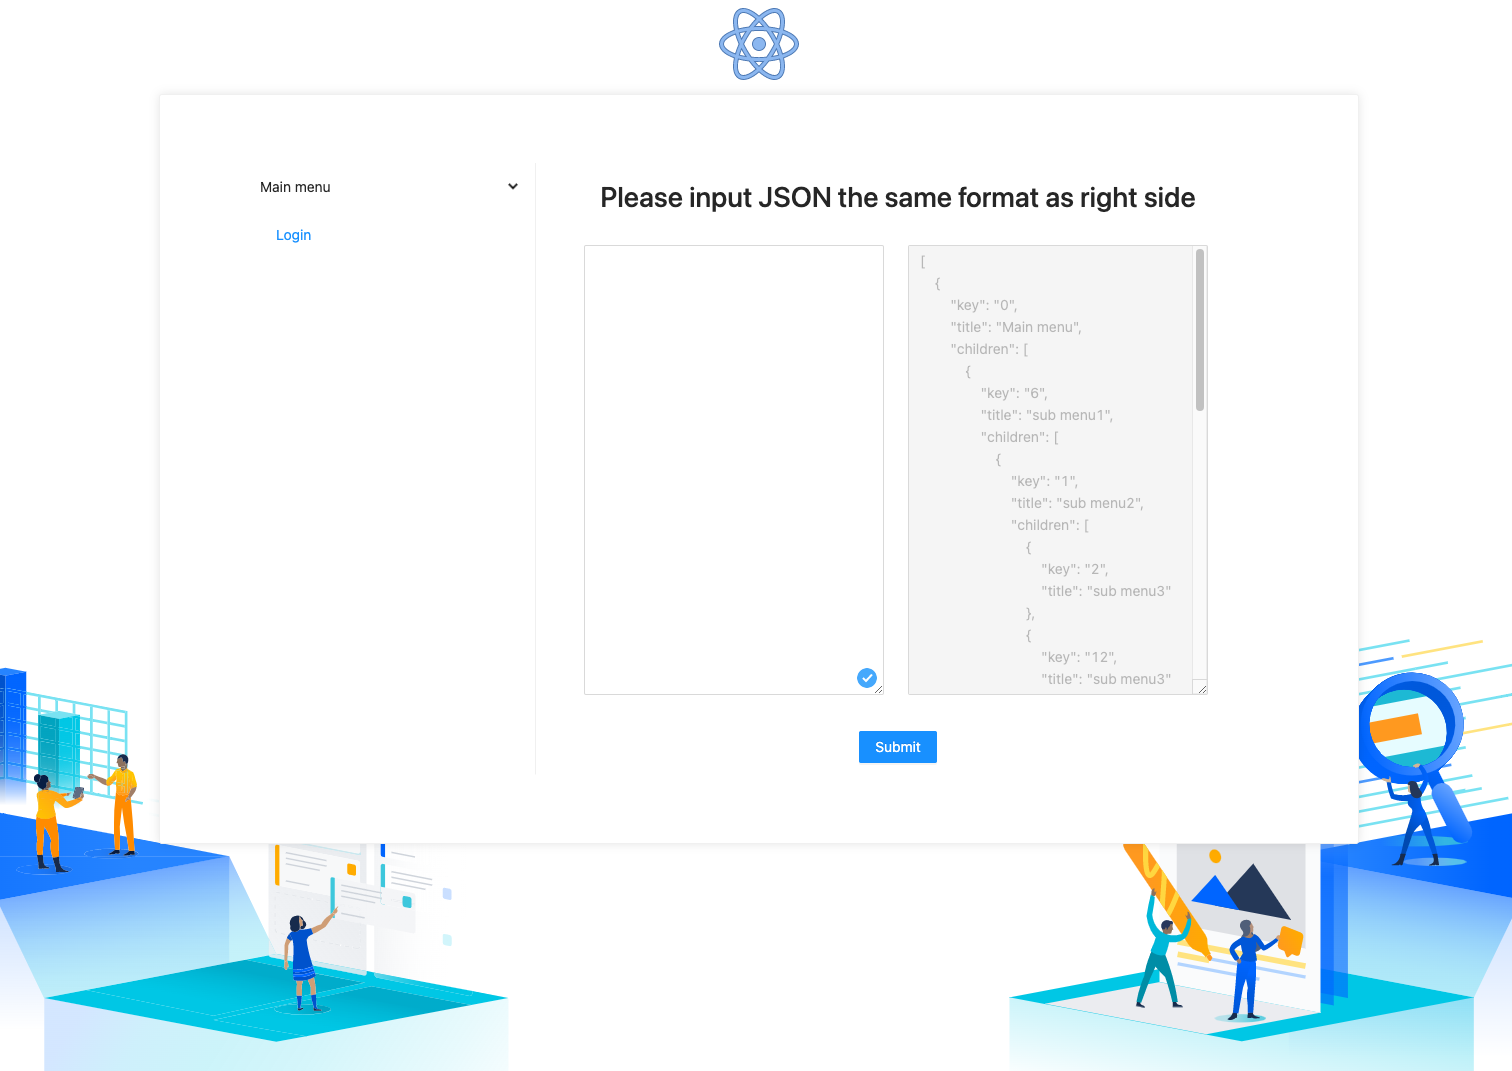 Main menu
Login
Please input JSON the same format as right side
[
{
"key": "0",
"title": "Main menu",
"children": [
{
"key": "6",
"title": "sub menu1",
"children": [
{
"key": "1",
"title": "sub menu2",
"children": [
{
"key": "2",
"title": "sub menu3"
},
{
"key": "12",
"title": "sub menu3"
Submit